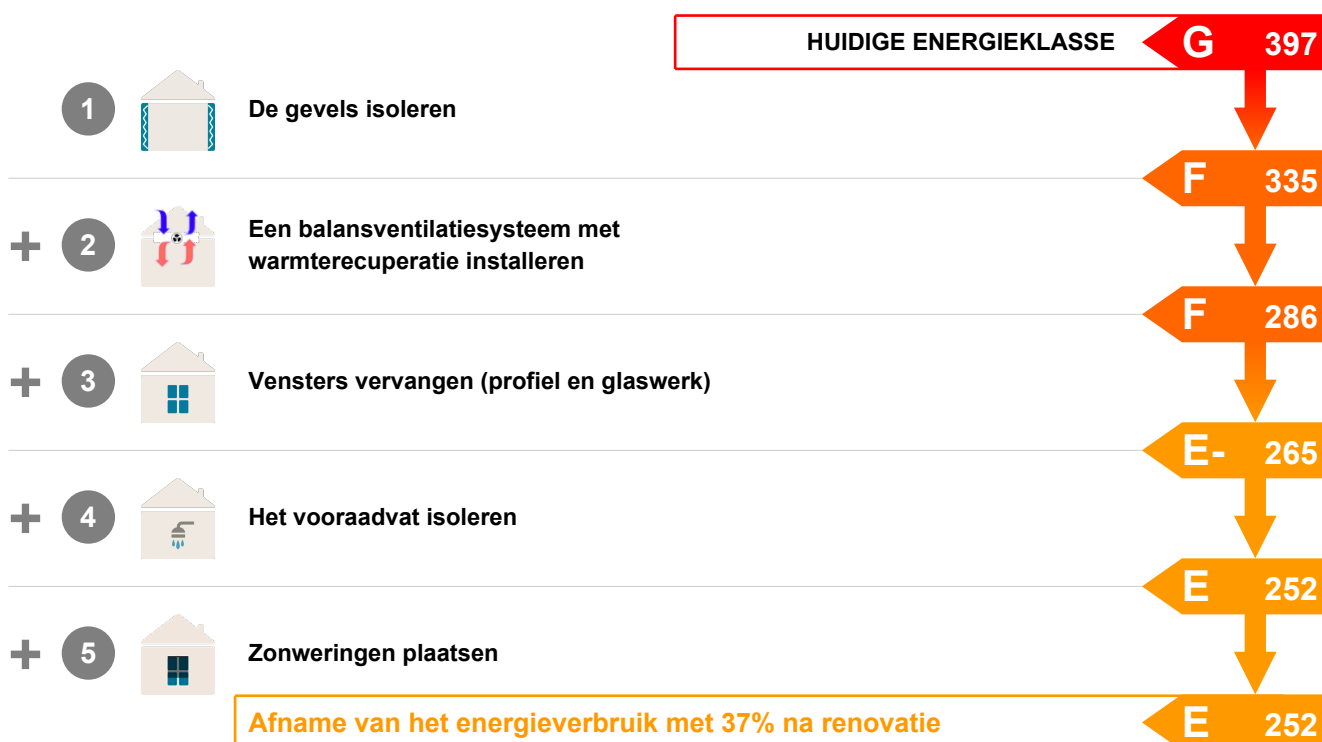 HUIDIGE ENERGIEKLASSE G 397
1 De gevels isoleren
F 335
+ 2 Een balansventilatiesysteem met
warmterecuperatie installeren
F 286
+ 3 Vensters vervangen (profiel en glaswerk)
E- 265
+ 4 Het vooraadvat isoleren
E 252
+ 5 Zonweringen plaatsen
Afname van het energieverbruik met 37% na renovatie E 252